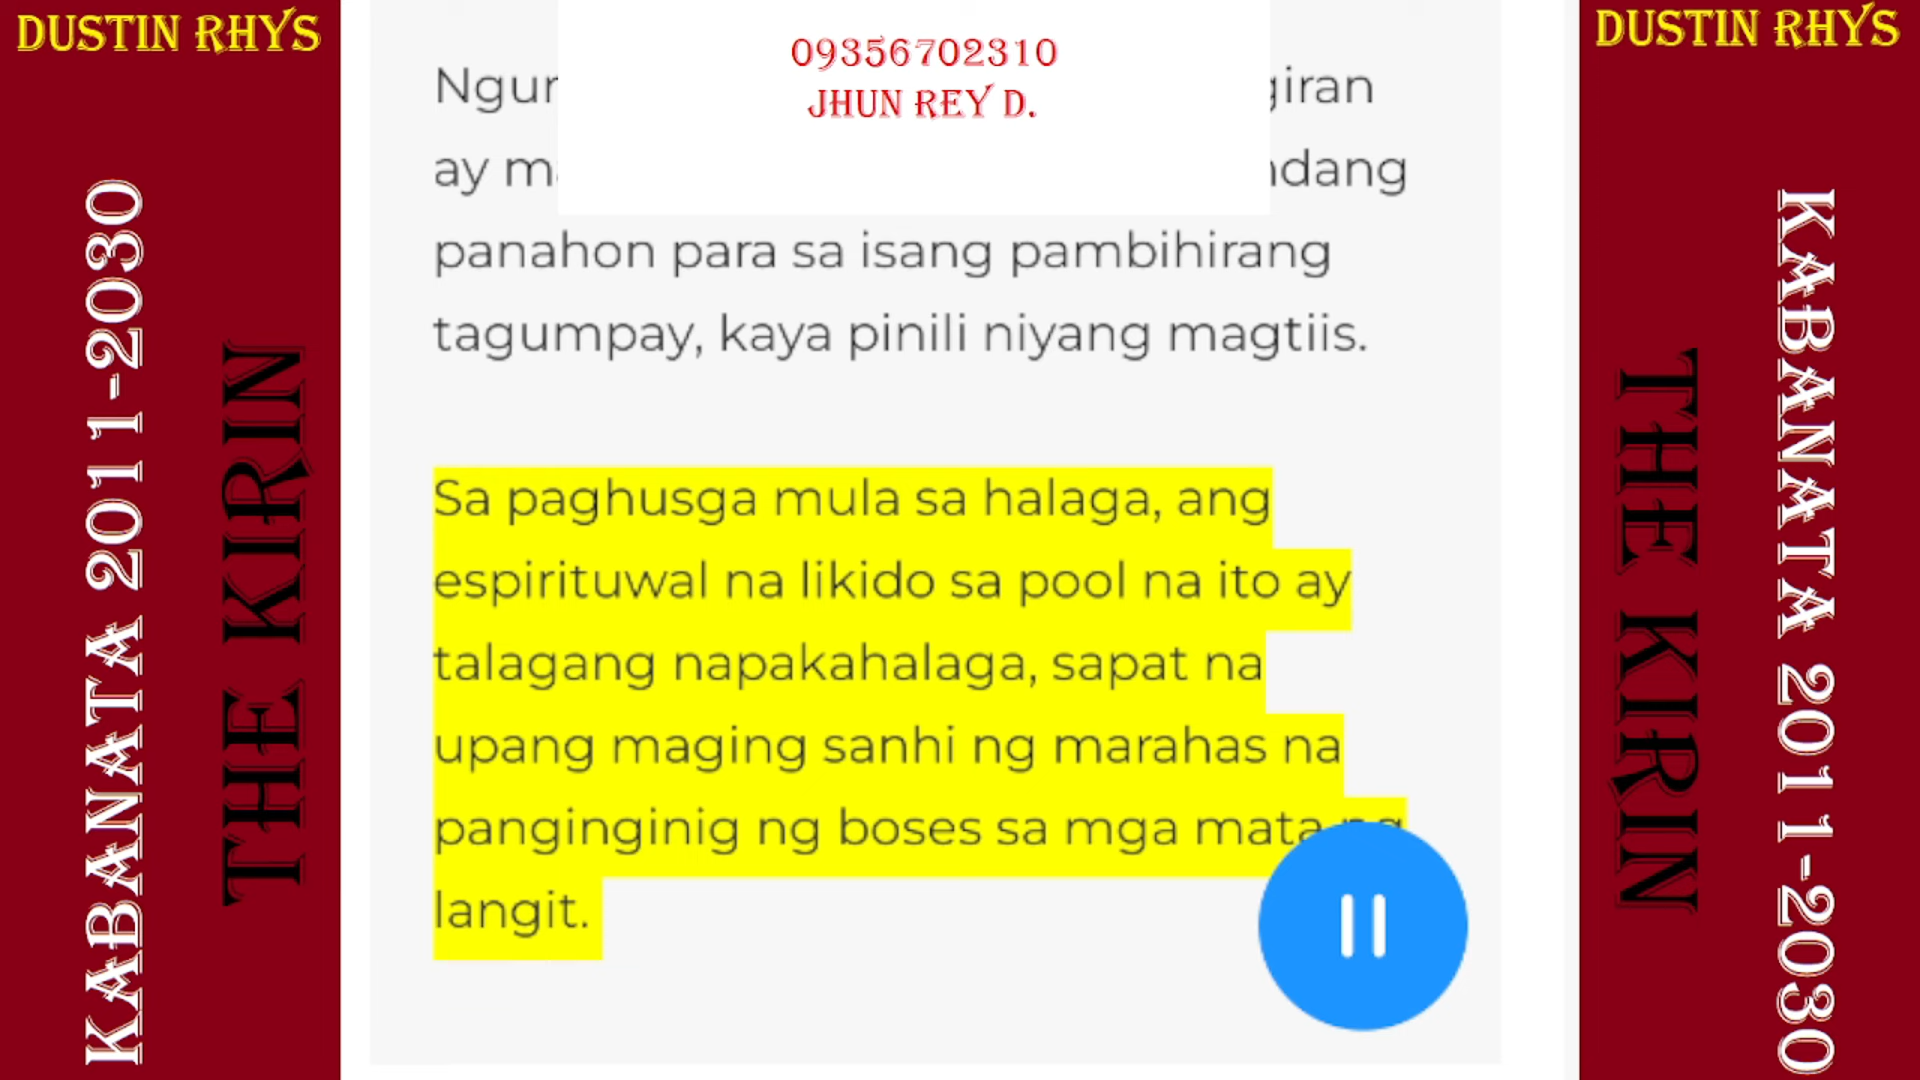 DUSTIN RHYS
KABANATA 2011-2030
THE KIRIN
09356702310
JHUN REY D.
ay
panahon para sa isang pambihirang
tagumpay, kaya pinili niyang magtiis.
Sa paghusga mula sa halaga, ang
espirituwal na likido sa pool na ito ay
talagang napakahalaga, sapat na
upang maging sanhi ng marahas na
panginginig ng boses sa mga mata ng
langit.
DUSTIN RHYS
THE KIRIN
KABANATA 2011-2030